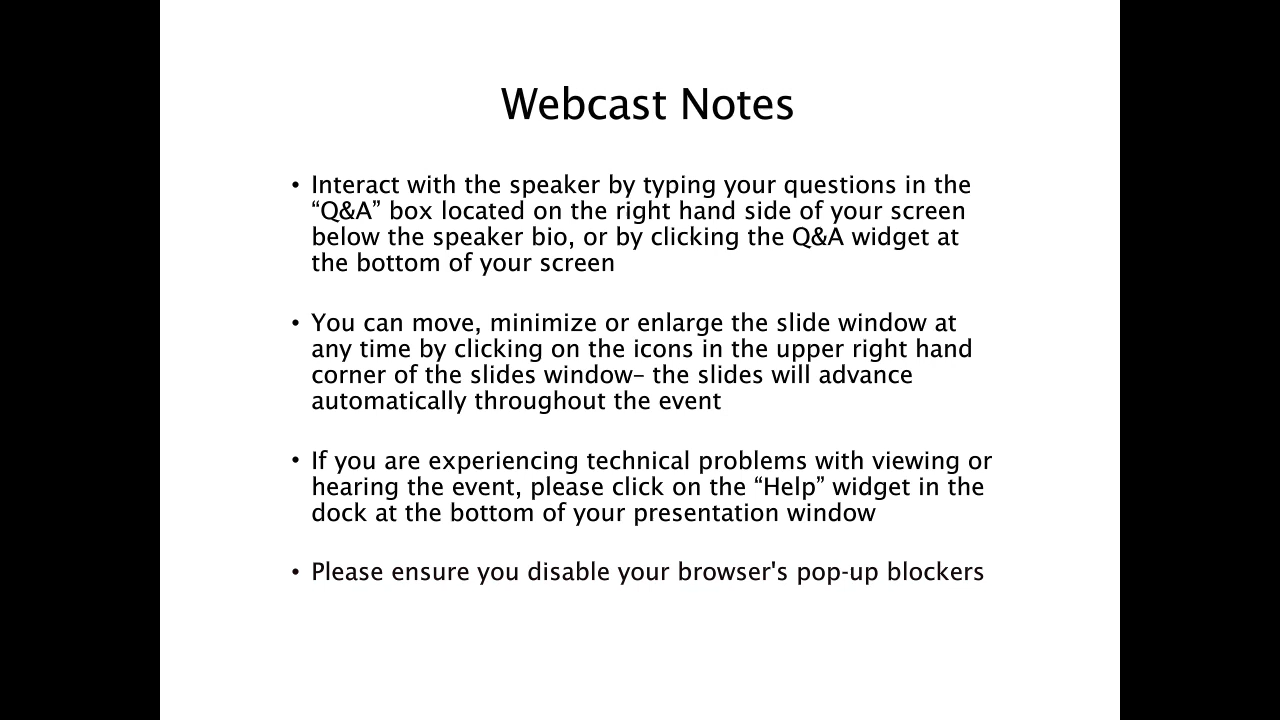 Webcast Notes
• Interact with the speaker by typing your questions in the
“Q&A” box located on the right hand side of your screen
below the speaker bio, or by clicking the Q&A widget at
the bottom of your screen
• You can move, minimize or enlarge the slide window at
any time by clicking on the icons in the upper right hand
corner of the slides window– the slides will advance
automatically throughout the event
• If you are experiencing technical problems with viewing or
hearing the event, please click on the “Help” widget in the
dock at the bottom of your presentation window
• Please ensure you disable your browser's pop-up blockers